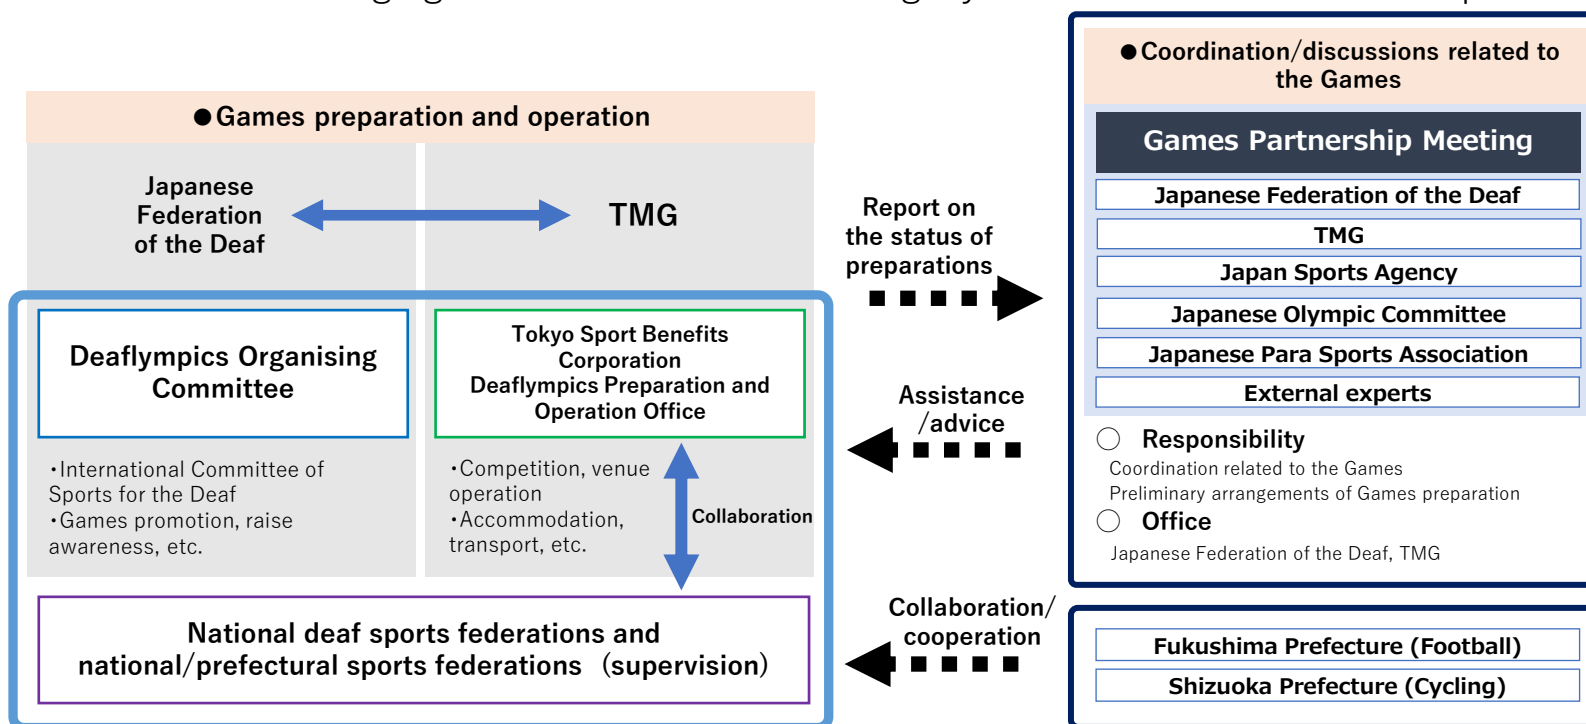 ●Games preparation and operation
Japanese
Federation
of the Deaf
TMG
Deaflympics Organising
Committee
Tokyo Sport Benefits
Corporation
Deaflympics Preparation and
Operation Office
・International Committee of
Sports for the Deaf
・Games promotion, raise
awareness, etc.
・Competition, venue
operation
・Accommodation,
transport, etc.
Collaboration
National deaf sports federations and
national/prefectural sports federations (supervision)
Report on
the status of
preparations
Assistance
/advice
Collaboration/
cooperation
●Coordination/discussions related to
the Games
Games Partnership Meeting
Japanese Federation of the Deaf
TMG
Japan Sports Agency
Japanese Olympic Committee
Japanese Para Sports Association
External experts
○ Responsibility
Coordination related to the Games
Preliminary arrangements of Games preparation
○ Office
Japanese Federation of the Deaf, TMG
Fukushima Prefecture (Football)
Shizuoka Prefecture (Cycling)